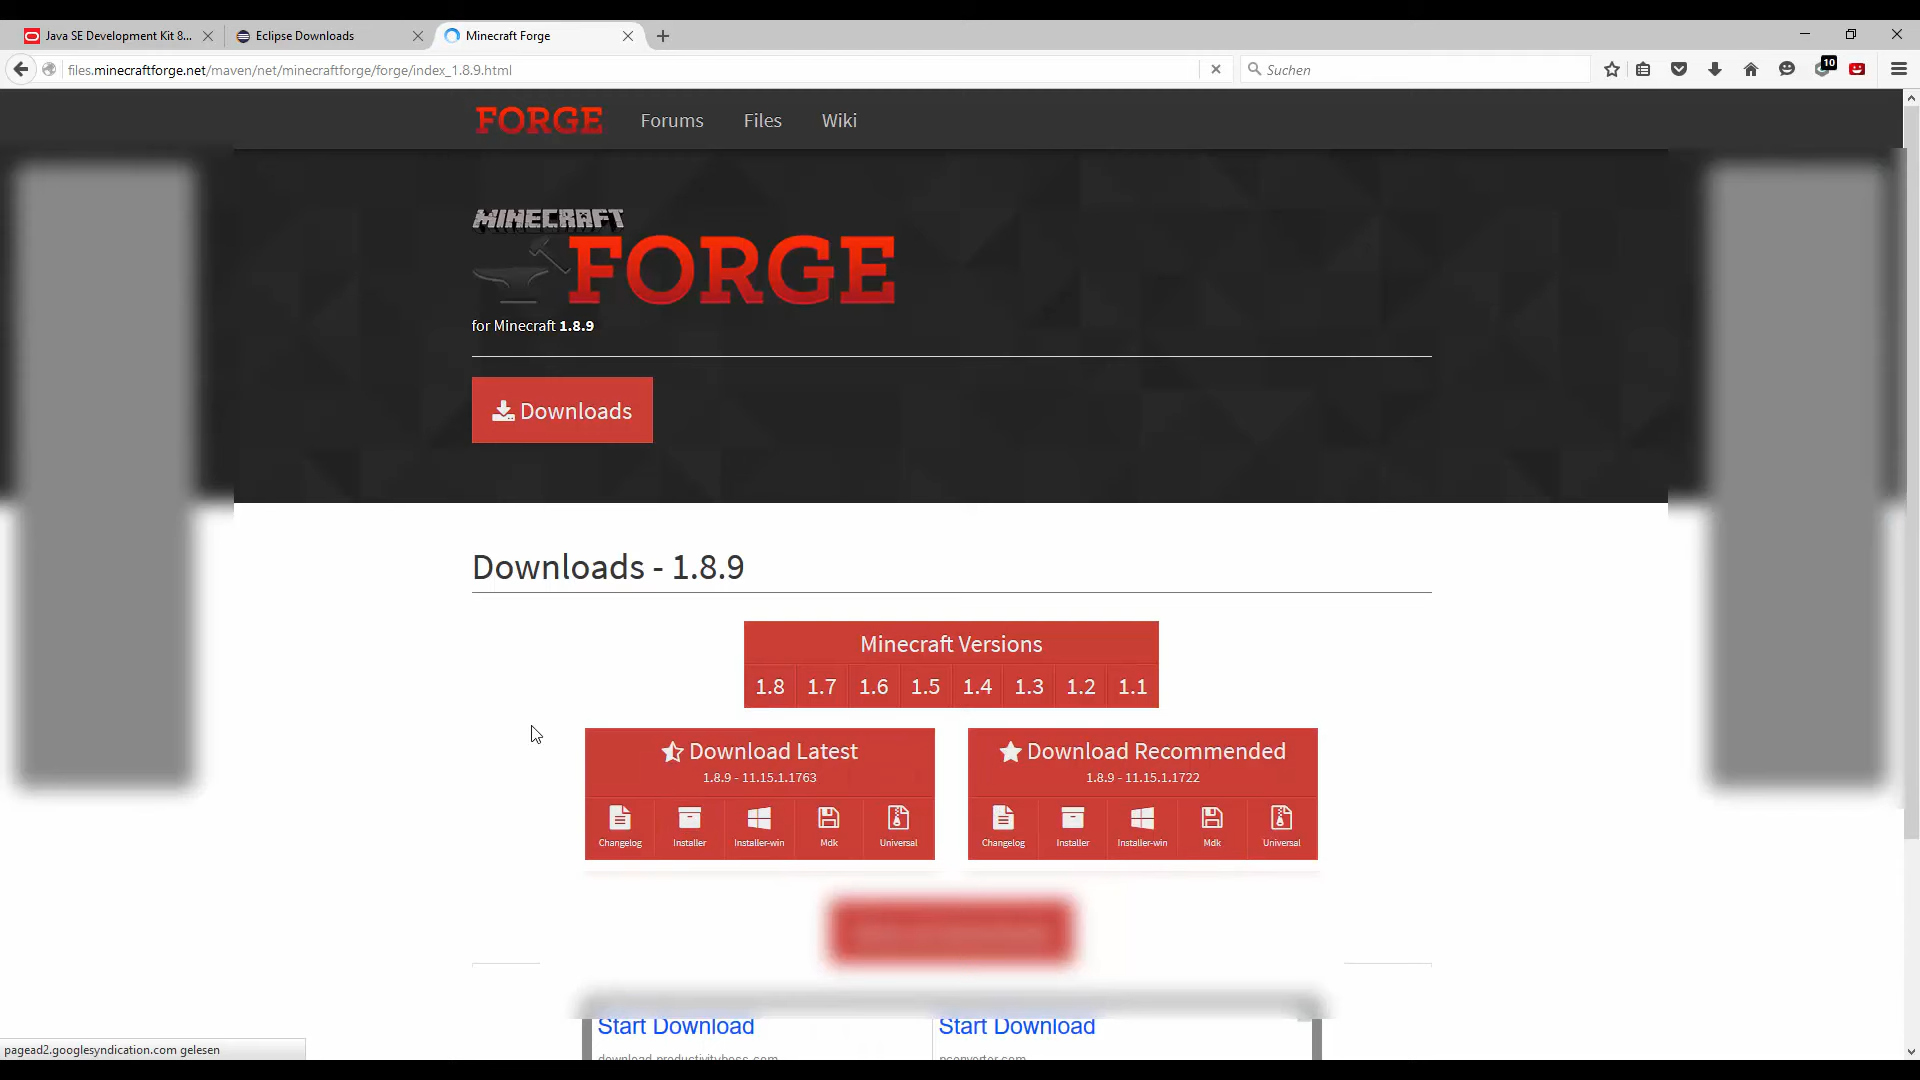 Java SE Development Kit 8...
Eclipse Downloads
Minecraft Forge
files.minecraftforge.net/maven/net/minecraftforge/forge/index_1.8.9.html
Suchen
10
FORGE
Forums
Files
Wiki
MINECRAFT
FORGE
for Minecraft 1.8.9
Downloads
Downloads - 1.8.9
Minecraft Versions
1.8 1.7 1.6 1.5 1.4 1.3 1.2 1.1
Download Latest
1.8.9 - 11.15.1.1763
Changelog Installer Installer-win Mdk Universal
Download Recommended
1.8.9 - 11.15.1.1722
Changelog Installer Installer-win Mdk Universal
Start Download
Start Download
pagead2.googlesyndication.com gelesen